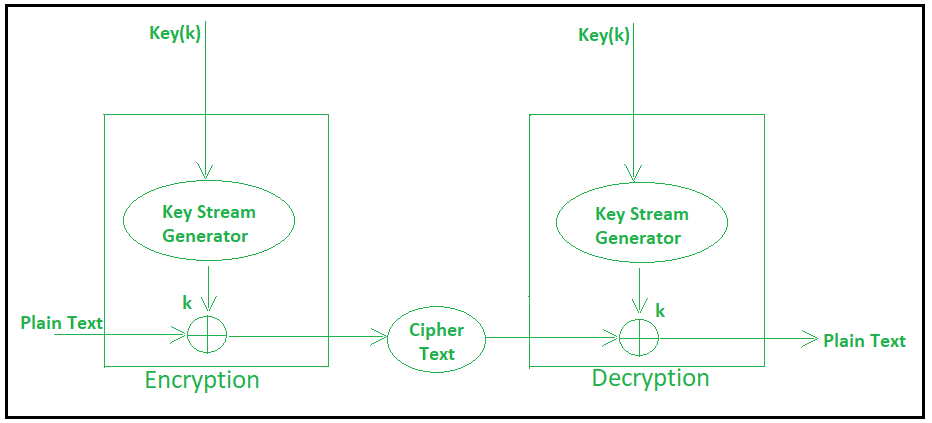 Key(k)
Key(k)
Key Stream
Generator
Key Stream
Generator
k
k
Plain Text
Cipher
Text
Plain Text
Encryption
Decryption